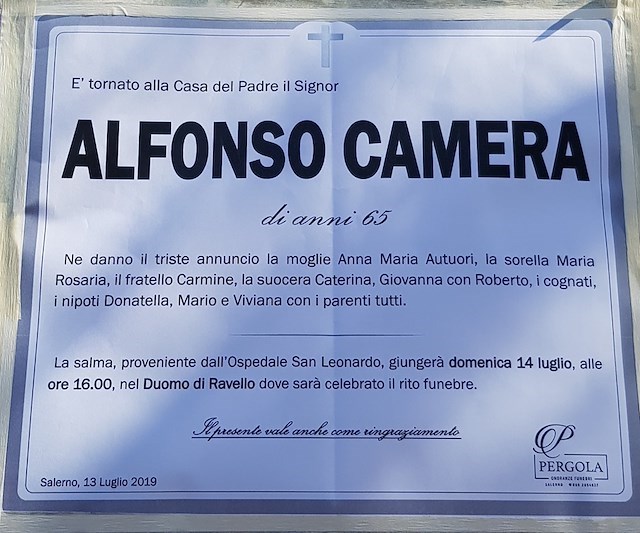 E' tornato alla Casa del Padre il Signor
ALFONSO CAMERA
di anni 65
Ne danno il triste annuncio la moglie Anna Maria Autuori, la sorella Maria
Rosaria, il fratello Carmine, la suocera Caterina, Giovanna con Roberto, i cognati,
i nipoti Donatella, Mario e Viviana con i parenti tutti.
La salma, proveniente dall'Ospedale San Leonardo, giungerà domenica 14 luglio, alle
ore 16.00, nel Duomo di Ravello dove sarà celebrato il rito funebre.
Il presente vale anche come ringraziamento
P
PERGOLA
ONORANZE FUNEBRI
SALERNO
Salerno, 13 Luglio 2019